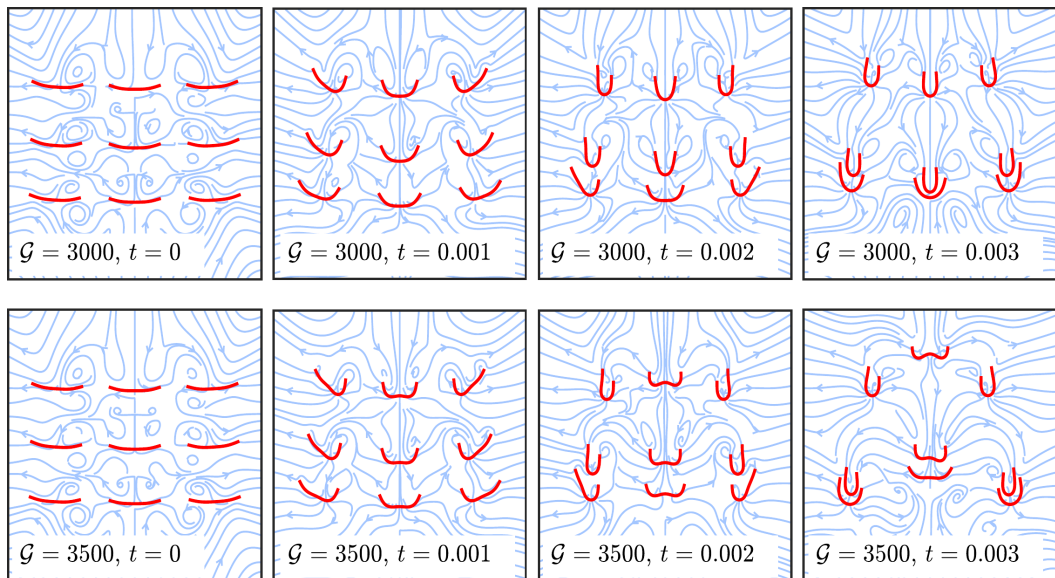 𝒢 = 3000, t = 0
𝒢 = 3000, t = 0.001
𝒢 = 3000, t = 0.002
𝒢 = 3000, t = 0.003
𝒢 = 3500, t = 0
𝒢 = 3500, t = 0.001
𝒢 = 3500, t = 0.002
𝒢 = 3500, t = 0.003